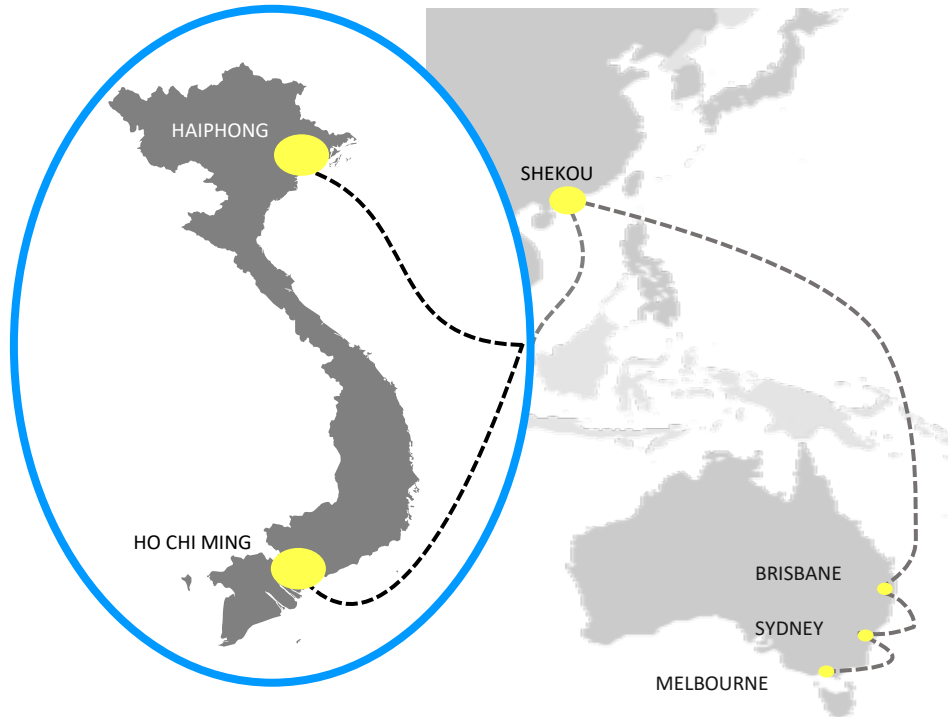 HAIPHONG
SHEKOU
HO CHI MING
BRISBANE
SYDNEY
MELBOURNE